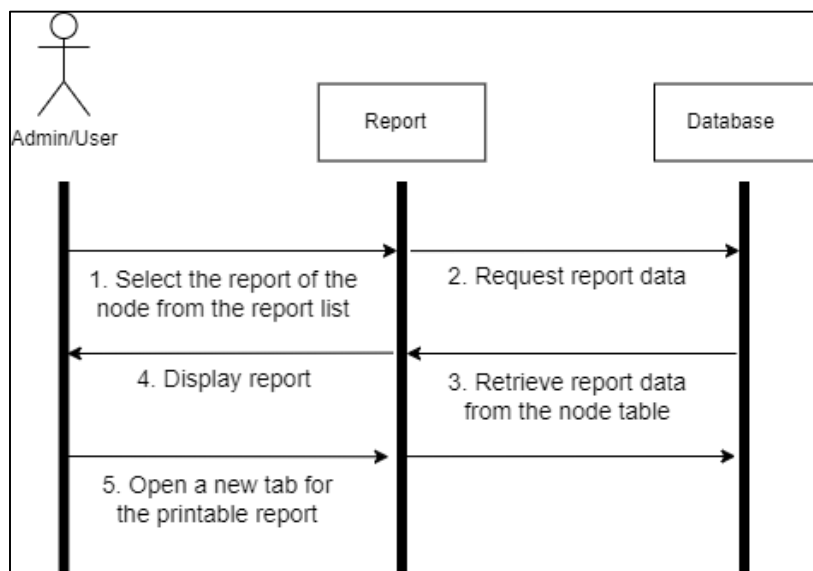 Admin/User
Report
Database
1. Select the report of the
node from the report list
2. Request report data
4. Display report
3. Retrieve report data
from the node table
5. Open a new tab for
the printable report